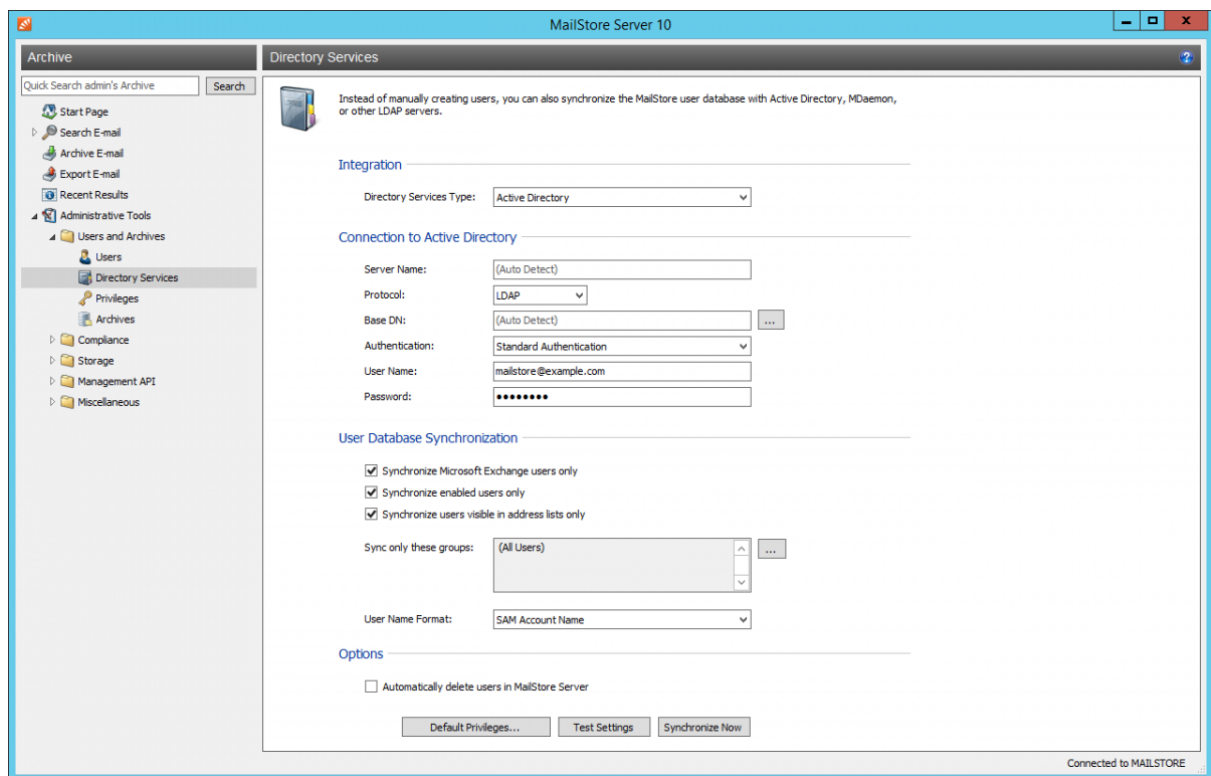 MailStore Server 10
Archive
Directory Services
Quick Search admin's Archive
Search
Start Page
Search E-mail
Archive E-mail
Export E-mail
Recent Results
Administrative Tools
Users and Archives
Users
Directory Services
Privileges
Archives
Compliance
Storage
Management API
Miscellaneous
Instead of manually creating users, you can also synchronize the MailStore user database with Active Directory, MDaemon,
or other LDAP servers.
Integration
Directory Services Type: Active Directory
Connection to Active Directory
Server Name: (Auto Detect)
Protocol: LDAP
Base DN: (Auto Detect) ...
Authentication: Standard Authentication
User Name: mailstore@example.com
Password: ●●●●●●●●
User Database Synchronization
Synchronize Microsoft Exchange users only
Synchronize enabled users only
Synchronize users visible in address lists only
Sync only these groups: (All Users) ...
User Name Format: SAM Account Name
Options
Automatically delete users in MailStore Server
Default Privileges... Test Settings Synchronize Now
Connected to MAILSTORE